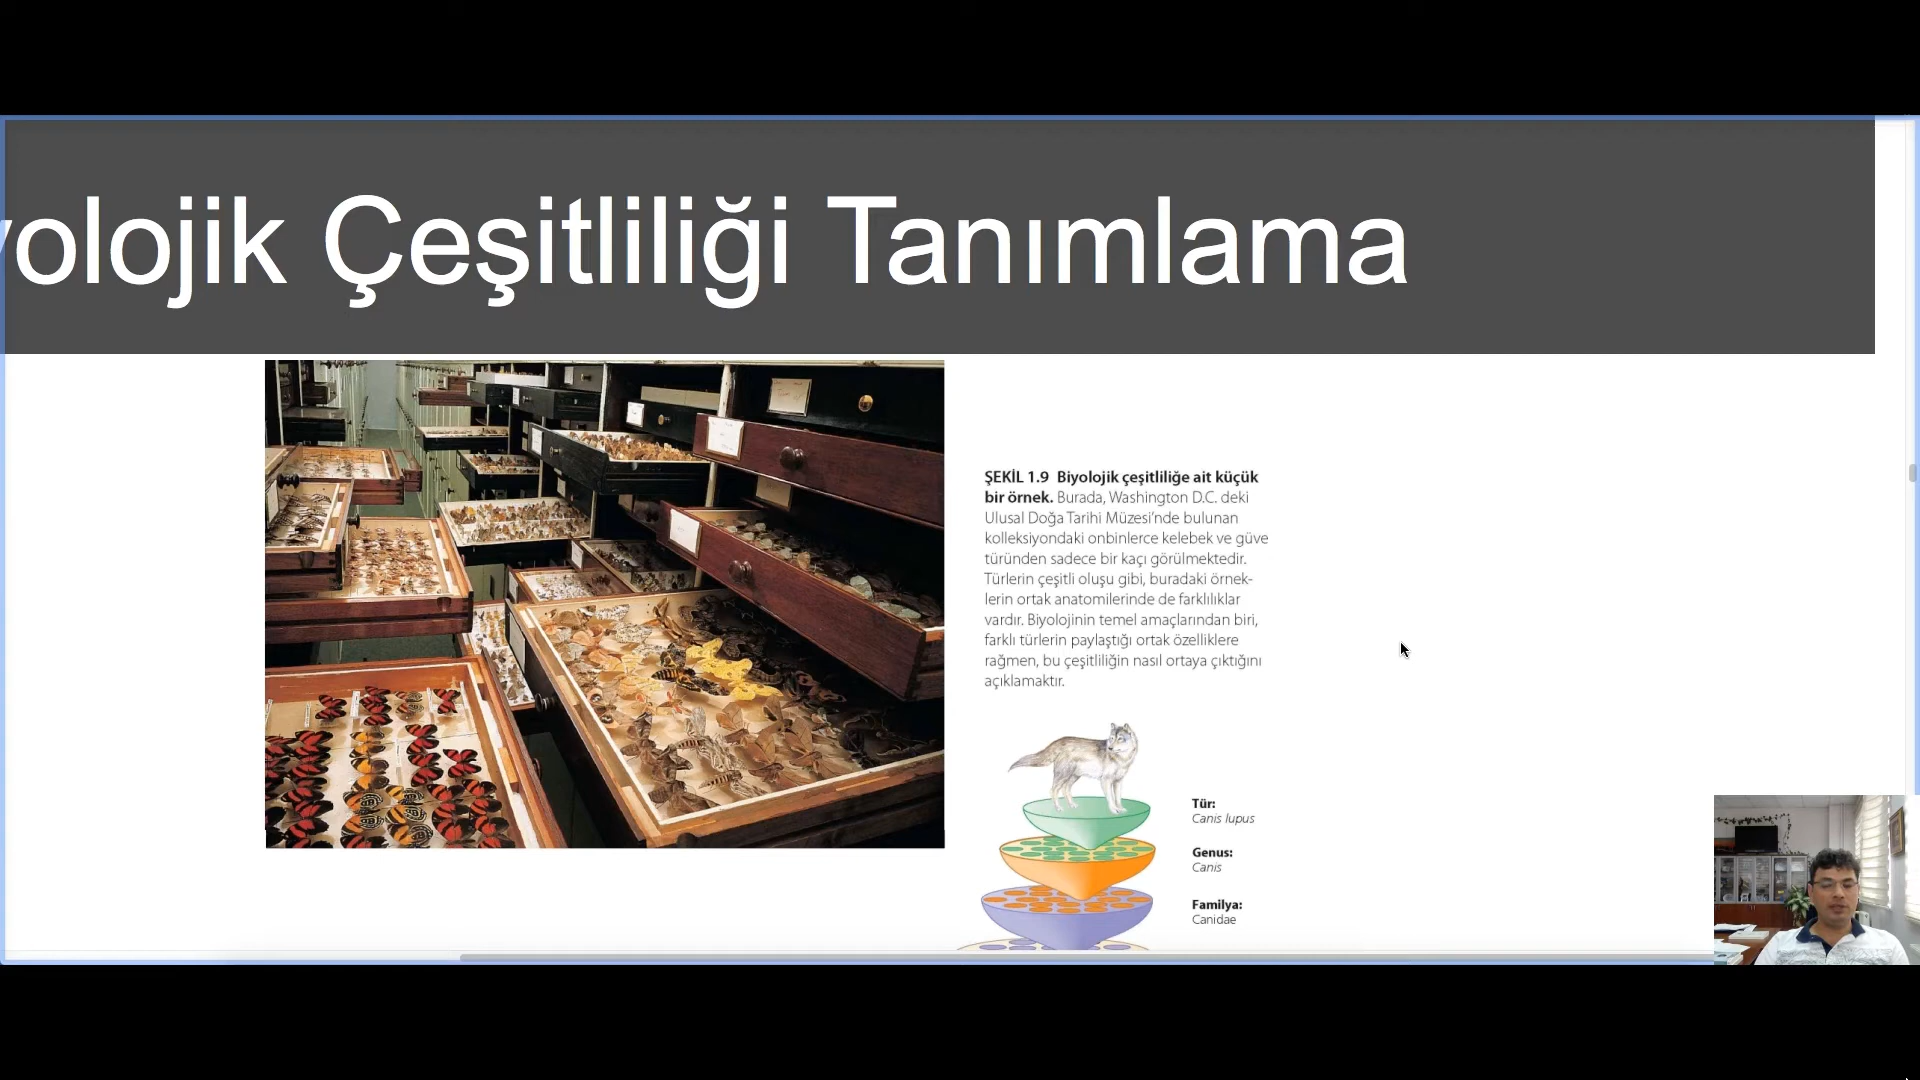 yolojik Çeşitliliği Tanımlama
ŞEKİL 1.9 Biyolojik çeşitliliğe ait küçük
bir örnek. Burada, Washington D.C. deki
Ulusal Doğa Tarihi Müzesi’nde bulunan
kolleksiyondaki onbinlerce kelebek ve güve
türünden sadece bir kaçı görülmektedir.
Türlerin çeşitli oluşu gibi, buradaki örnek-
lerin ortak anatomilerinde de farklılıklar
vardır. Biyolojinin temel amaçlarından biri,
farklı türlerin paylaştığı ortak özelliklere
rağmen, bu çeşitliliğin nasıl ortaya çıktığını
açıklamaktır.
Tür:
Canis lupus
Genus:
Canis
Familya:
Canidae